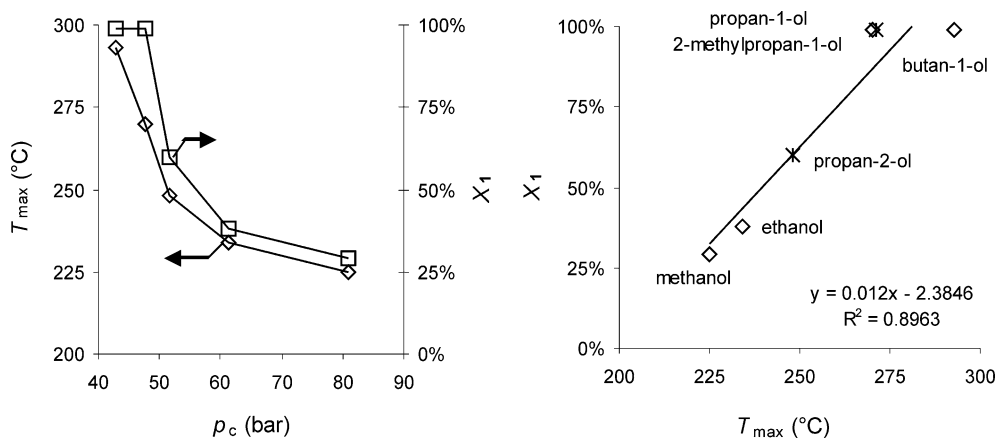 300
275
250
225
200
T max (°C)
40 50 60 70 80 90
p c (bar)
100%
75%
50%
25%
0%
X 1
X 1
100%
75%
50%
25%
0%
propan-1-ol
2-methylpropan-1-ol
butan-1-ol
propan-2-ol
ethanol
methanol
y = 0.012x - 2.3846
R² = 0.8963
200 225 250 275 300
T max (°C)